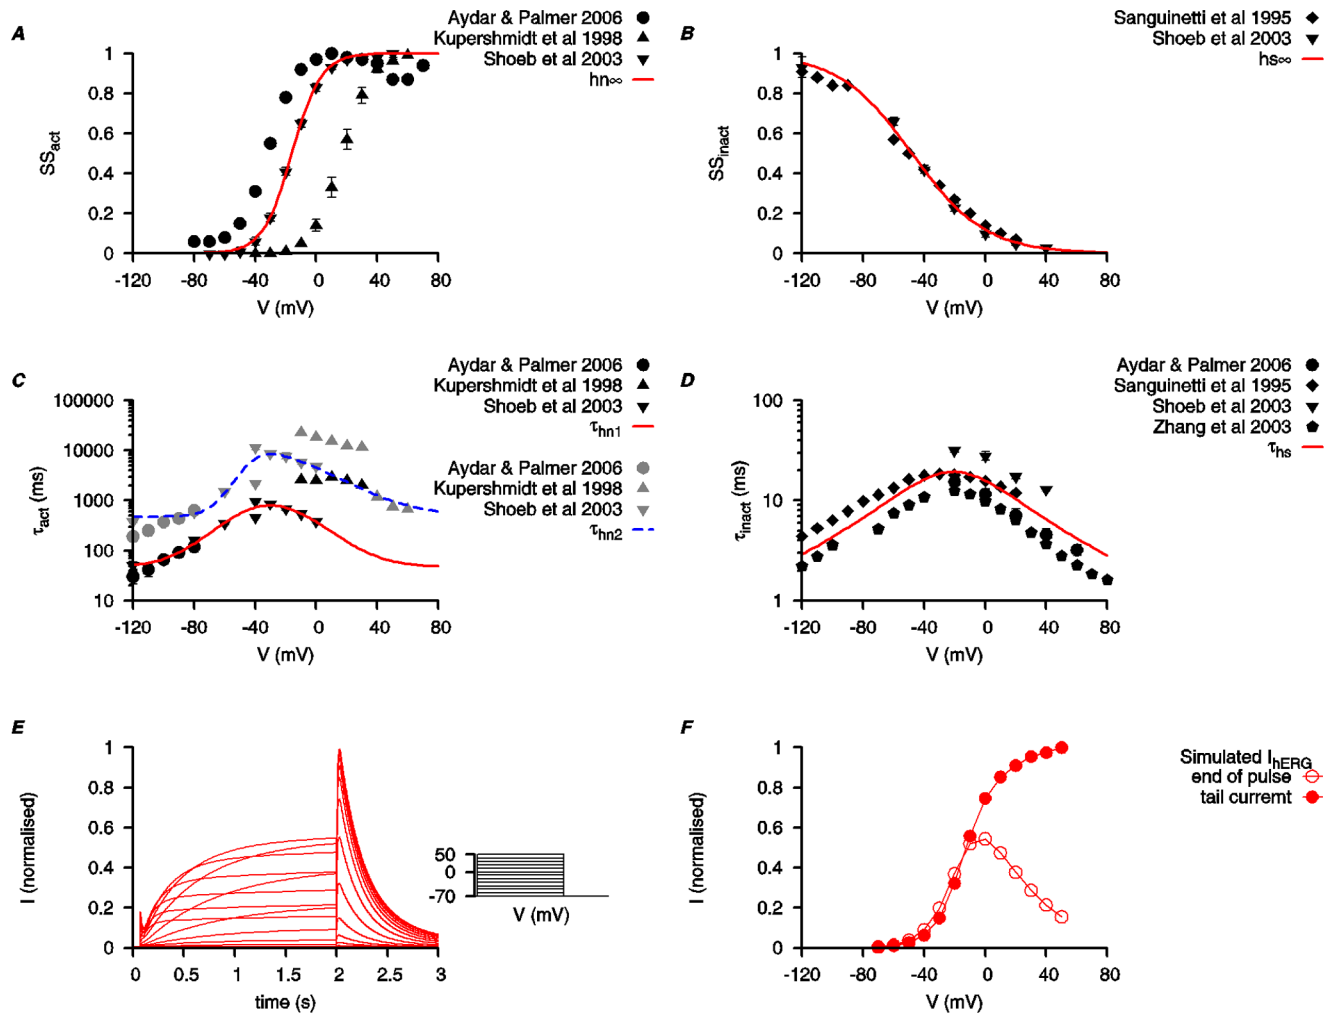 A
Aydar & Palmer 2006
Kupershmidt et al 1998
Shoeb et al 2003
hn∞
SSact
1
0.8
0.6
0.4
0.2
0
-120 -80 -40 0 40 80
V (mV)
B
Sanguinetti et al 1995
Shoeb et al 2003
hs∞
SSinact
1
0.8
0.6
0.4
0.2
0
-120 -80 -40 0 40 80
V (mV)
C
Aydar & Palmer 2006
Kupershmidt et al 1998
Shoeb et al 2003
τhn1
Aydar & Palmer 2006
Kupershmidt et al 1998
Shoeb et al 2003
τhn2
τact (ms)
100000
10000
1000
100
10
-120 -80 -40 0 40 80
V (mV)
D
Aydar & Palmer 2006
Sanguinetti et al 1995
Shoeb et al 2003
Zhang et al 2003
τhs
τinact (ms)
100
10
1
-120 -80 -40 0 40 80
V (mV)
E
I (normalised)
1
0.8
0.6
0.4
0.2
0
0 0.5 1 1.5 2 2.5 3
time (s)
50
0
-70
V (mV)
F
Simulated IhERG
end of pulse
tail curremt
I (normalised)
1
0.8
0.6
0.4
0.2
0
-120 -80 -40 0 40 80
V (mV)